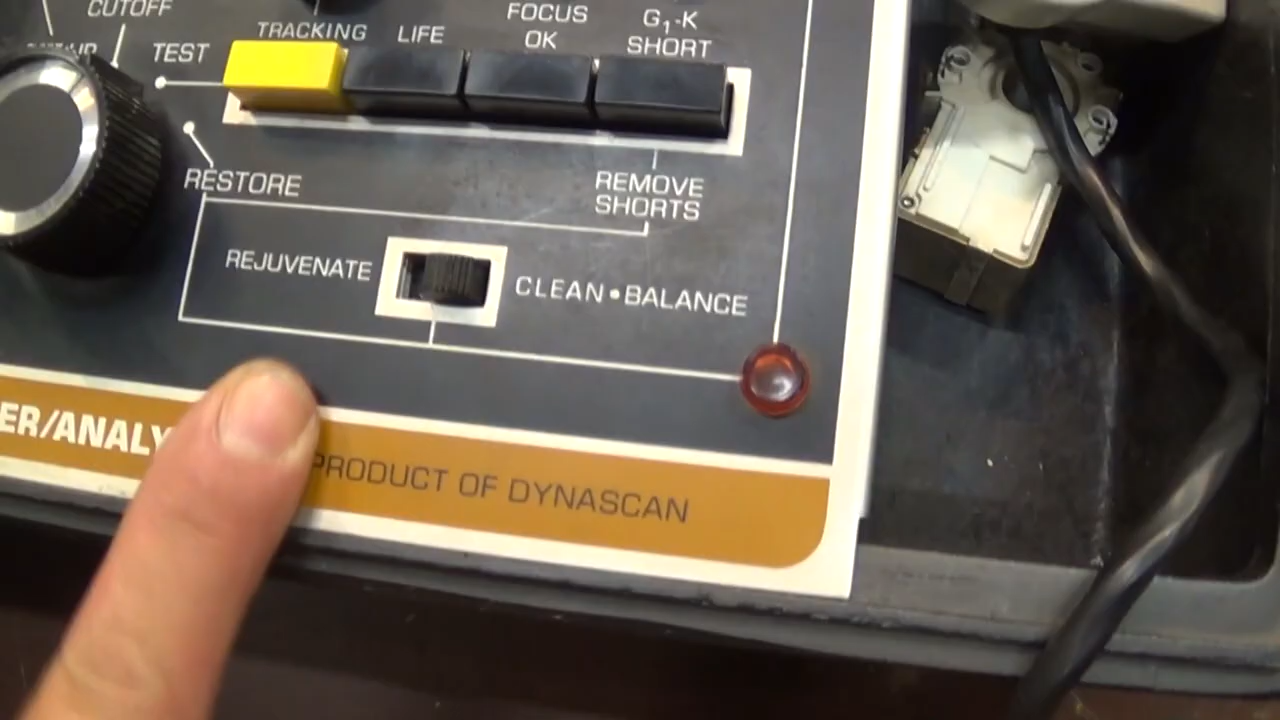 CUTOFF
TRACKING
LIFE
FOCUS
OK
G₁-K
SHORT
TEST
RESTORE
REMOVE
SHORTS
REJUVENATE
CLEAN•BALANCE
ER/ANALY
PRODUCT OF DYNASCAN